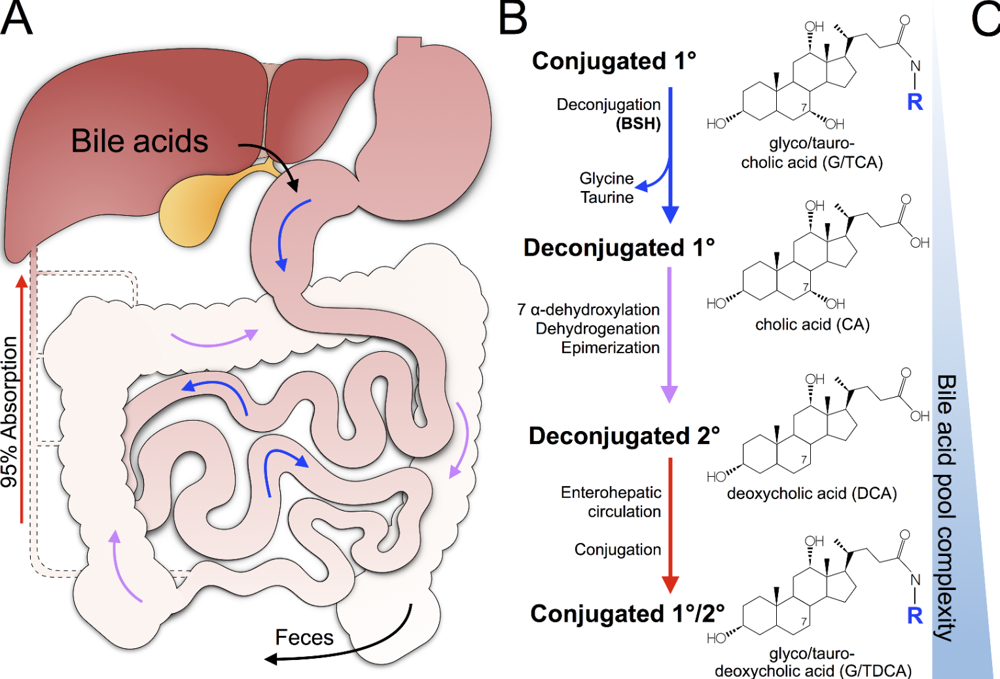 A
Bile acids
95% Absorption
Feces
B
Conjugated 1°
Deconjugation
(BSH)
Glycine
Taurine
Deconjugated 1°
7 α-dehydroxylation
Dehydrogenation
Epimerization
Deconjugated 2°
Enterohepatic
circulation
Conjugation
Conjugated 1°/2°
OH
O
N
R
7
HO
OH
glyco/tauro-
cholic acid (G/TCA)
OH
O
OH
7
HO
OH
cholic acid (CA)
OH
O
OH
7
HO
deoxycholic acid (DCA)
OH
O
N
R
7
HO
glyco/tauro-
deoxycholic acid (G/TDCA)
Bile acid pool complexity
C